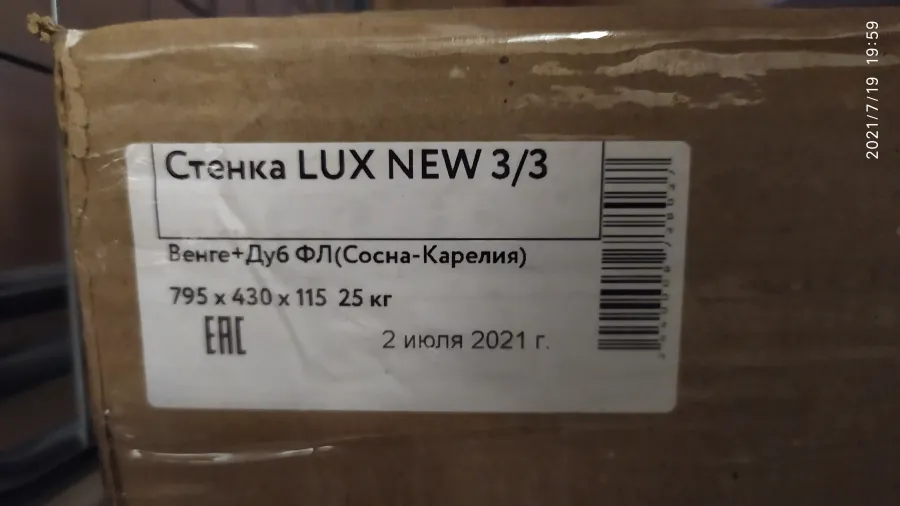 Стенка LUX NEW 3/3
Венге+Дуб ФЛ(Сосна-Карелия)
795 x 430 x 115 25 кг
EAC
2 июля 2021 г.
2021/7/19 19:59